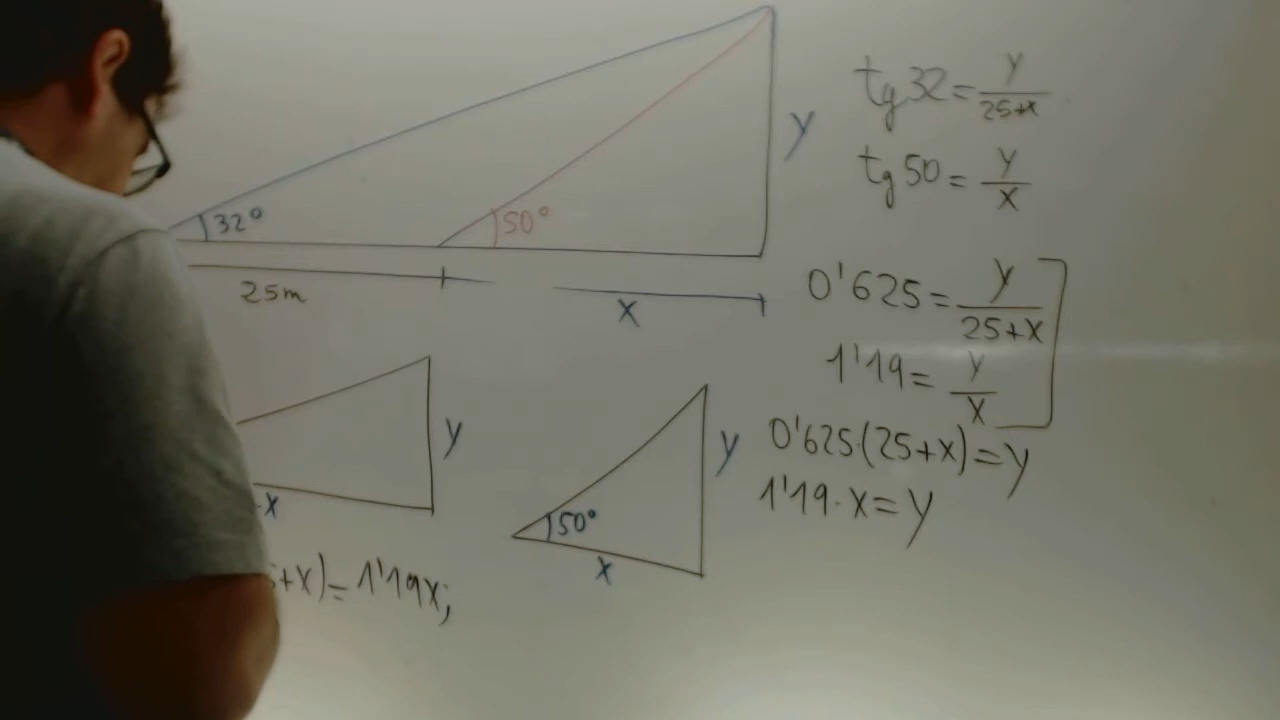 32°
50°
y
25m
x
tg 32 = y/(25+x)
tg 50 = y/x
0'625 = y/(25+x)
1'19 = y/x
0'625·(25+x) = y
1'19·x = y
y
x
50°
y
x
+x) = 1'19x;